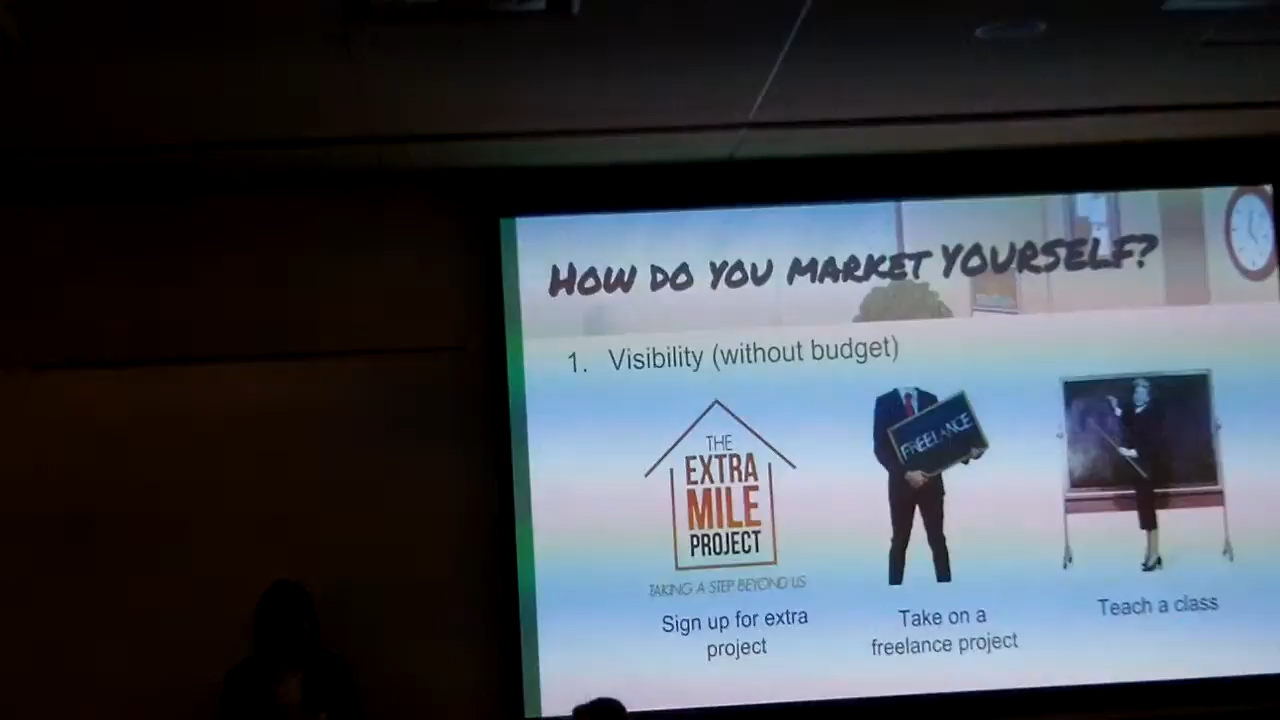 HOW DO YOU MARKET YOURSELF?
1. Visibility (without budget)
THE
EXTRA
MILE
PROJECT
TAKING A STEP BEYOND US
Sign up for extra
project
FREELANCE
Take on a
freelance project
Teach a class